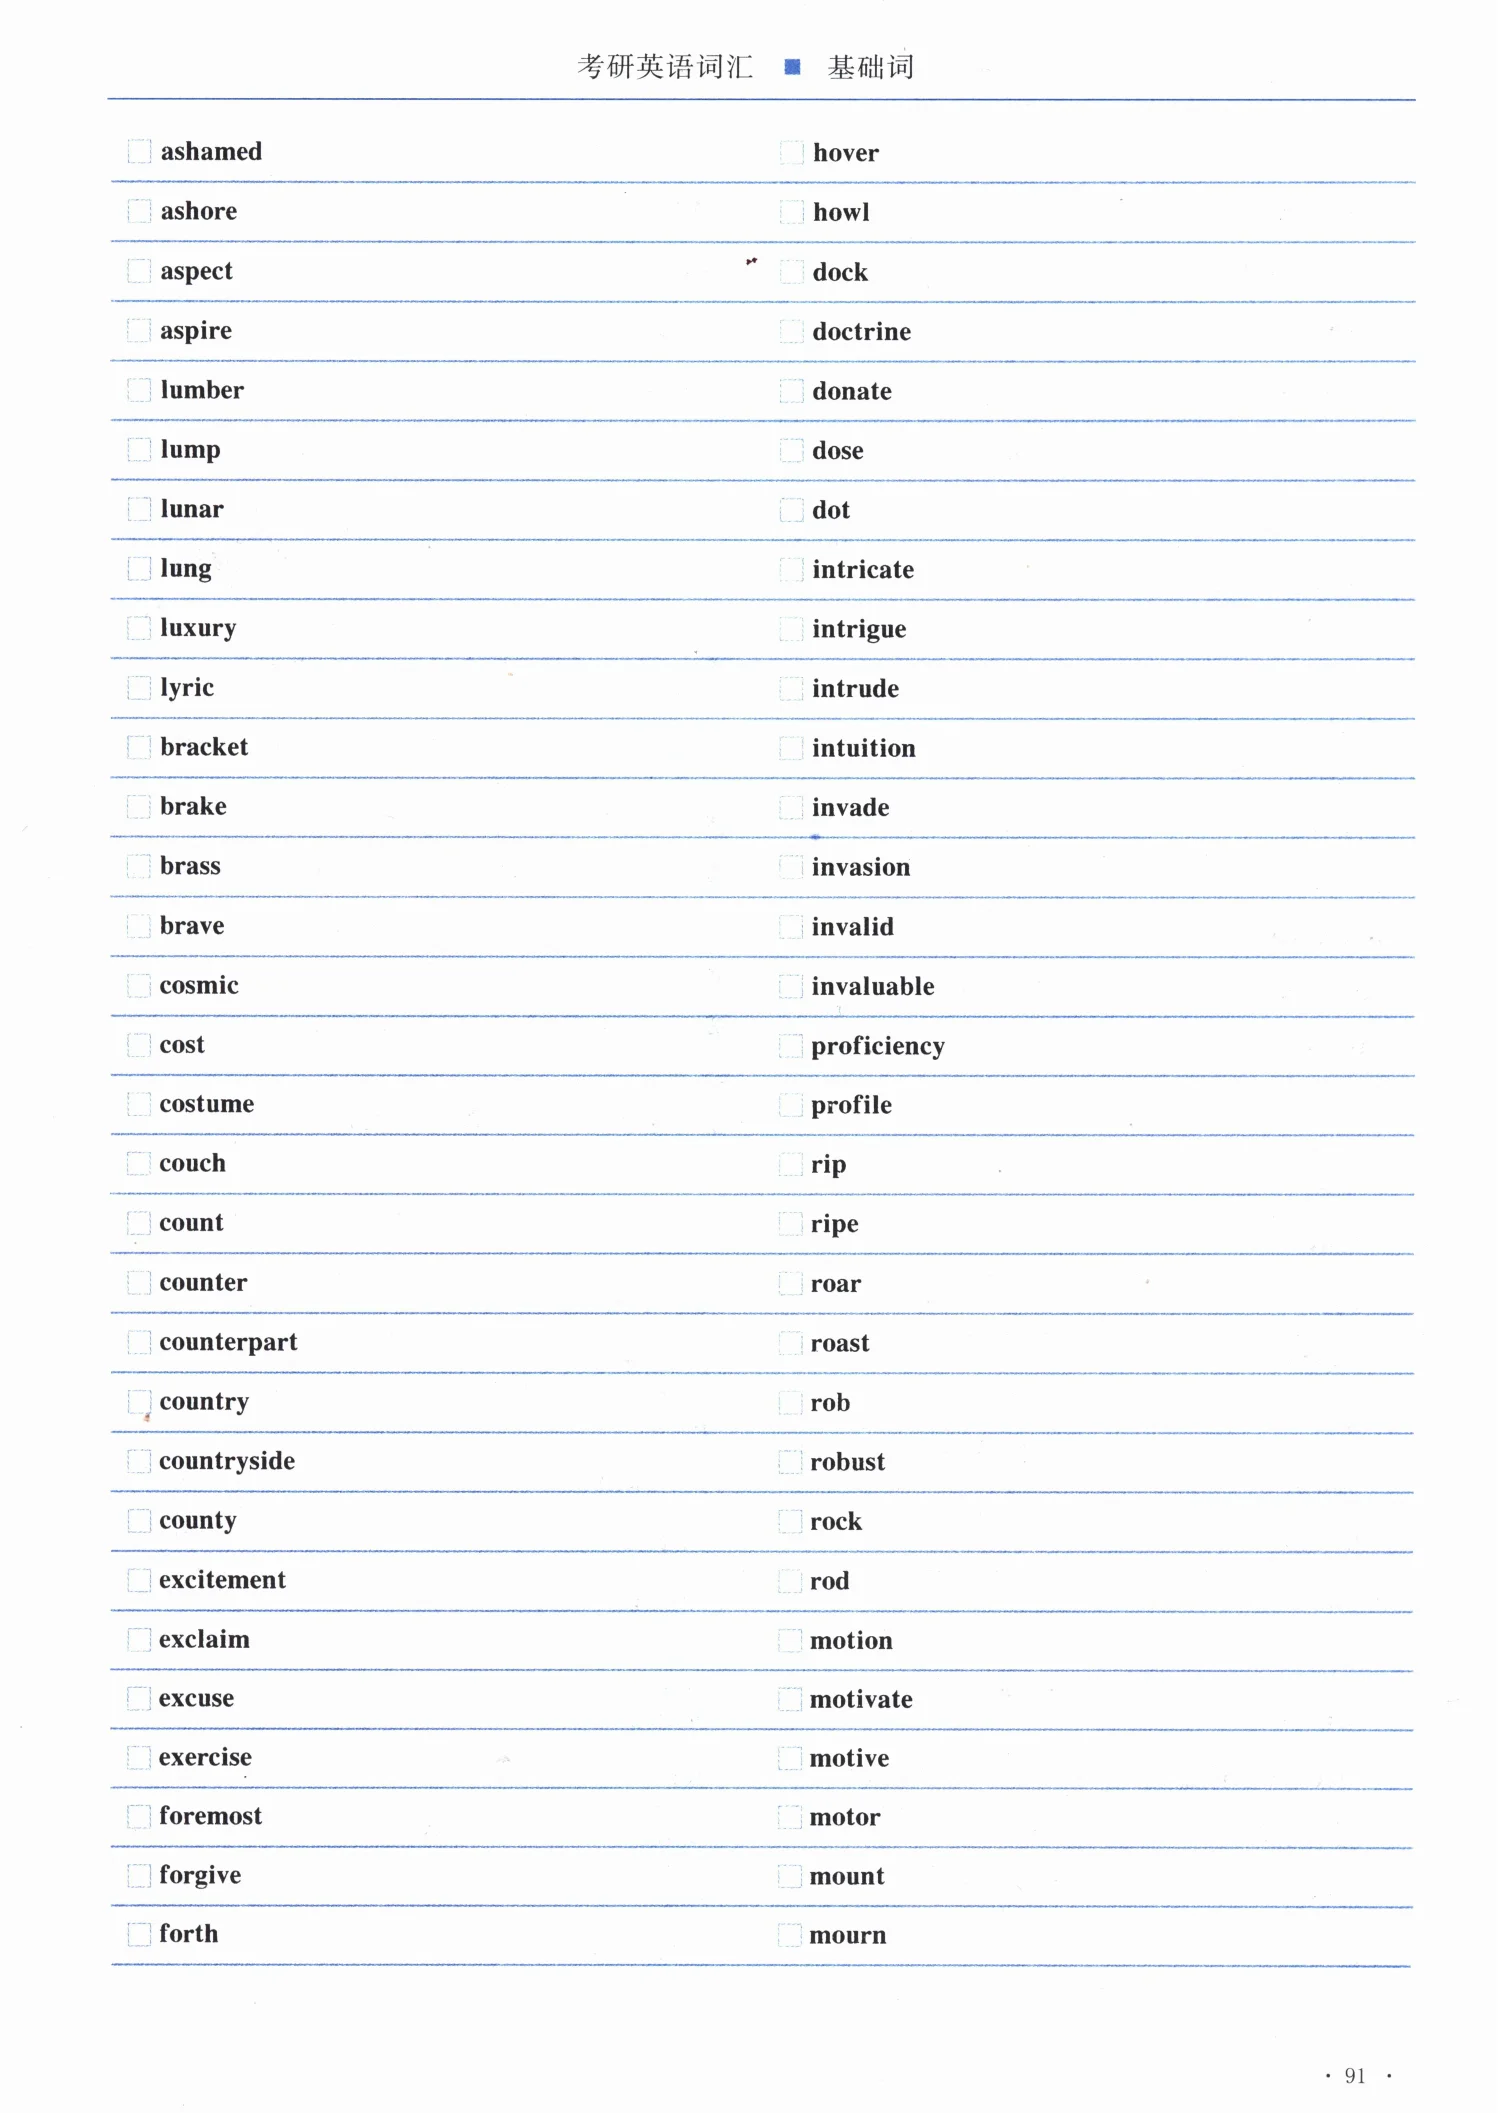 考研英语词汇 ■ 基础词
ashamed
ashore
aspect
aspire
lumber
lump
lunar
lung
luxury
lyric
bracket
brake
brass
brave
cosmic
cost
costume
couch
count
counter
counterpart
country
countryside
county
excitement
exclaim
excuse
exercise
foremost
forgive
forth
hover
howl
dock
doctrine
donate
dose
dot
intricate
intrigue
intrude
intuition
invade
invasion
invalid
invaluable
proficiency
profile
rip
ripe
roar
roast
rob
robust
rock
rod
motion
motivate
motive
motor
mount
mourn
· 91 ·